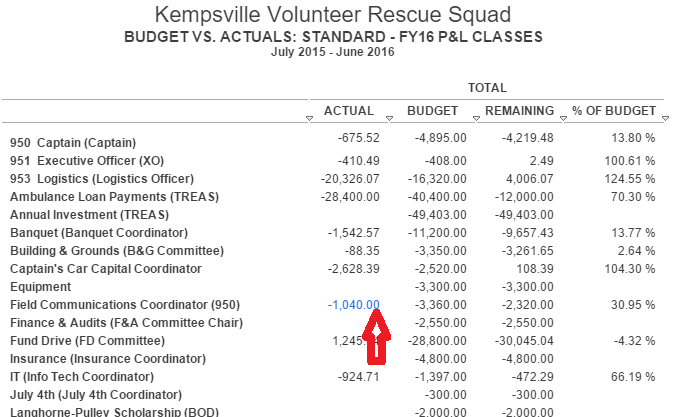 Kempsville Volunteer Rescue Squad
BUDGET VS. ACTUALS: STANDARD - FY16 P&L CLASSES
July 2015 - June 2016
TOTAL
ACTUAL BUDGET REMAINING % OF BUDGET
950 Captain (Captain) -675.52 -4,895.00 -4,219.48 13.80 %
951 Executive Officer (XO) -410.49 -408.00 2.49 100.61 %
953 Logistics (Logistics Officer) -20,326.07 -16,320.00 4,006.07 124.55 %
Ambulance Loan Payments (TREAS) -28,400.00 -40,400.00 -12,000.00 70.30 %
Annual Investment (TREAS) -49,403.00 -49,403.00
Banquet (Banquet Coordinator) -1,542.57 -11,200.00 -9,657.43 13.77 %
Building & Grounds (B&G Committee) -88.35 -3,350.00 -3,261.65 2.64 %
Captain's Car Capital Coordinator -2,628.39 -2,520.00 108.39 104.30 %
Equipment -3,300.00 -3,300.00
Field Communications Coordinator (950) -1,040.00 -3,360.00 -2,320.00 30.95 %
Finance & Audits (F&A Committee Chair) -2,550.00 -2,550.00
Fund Drive (FD Committee) -28,800.00 -30,045.04 -4.32 %
Insurance (Insurance Coordinator) -4,800.00 -4,800.00
IT (Info Tech Coordinator) -924.71 -1,397.00 -472.29 66.19 %
July 4th (July 4th Coordinator) -300.00 -300.00
Langhorne-Pulley Scholarship (BOD) -2,000.00 -2,000.00